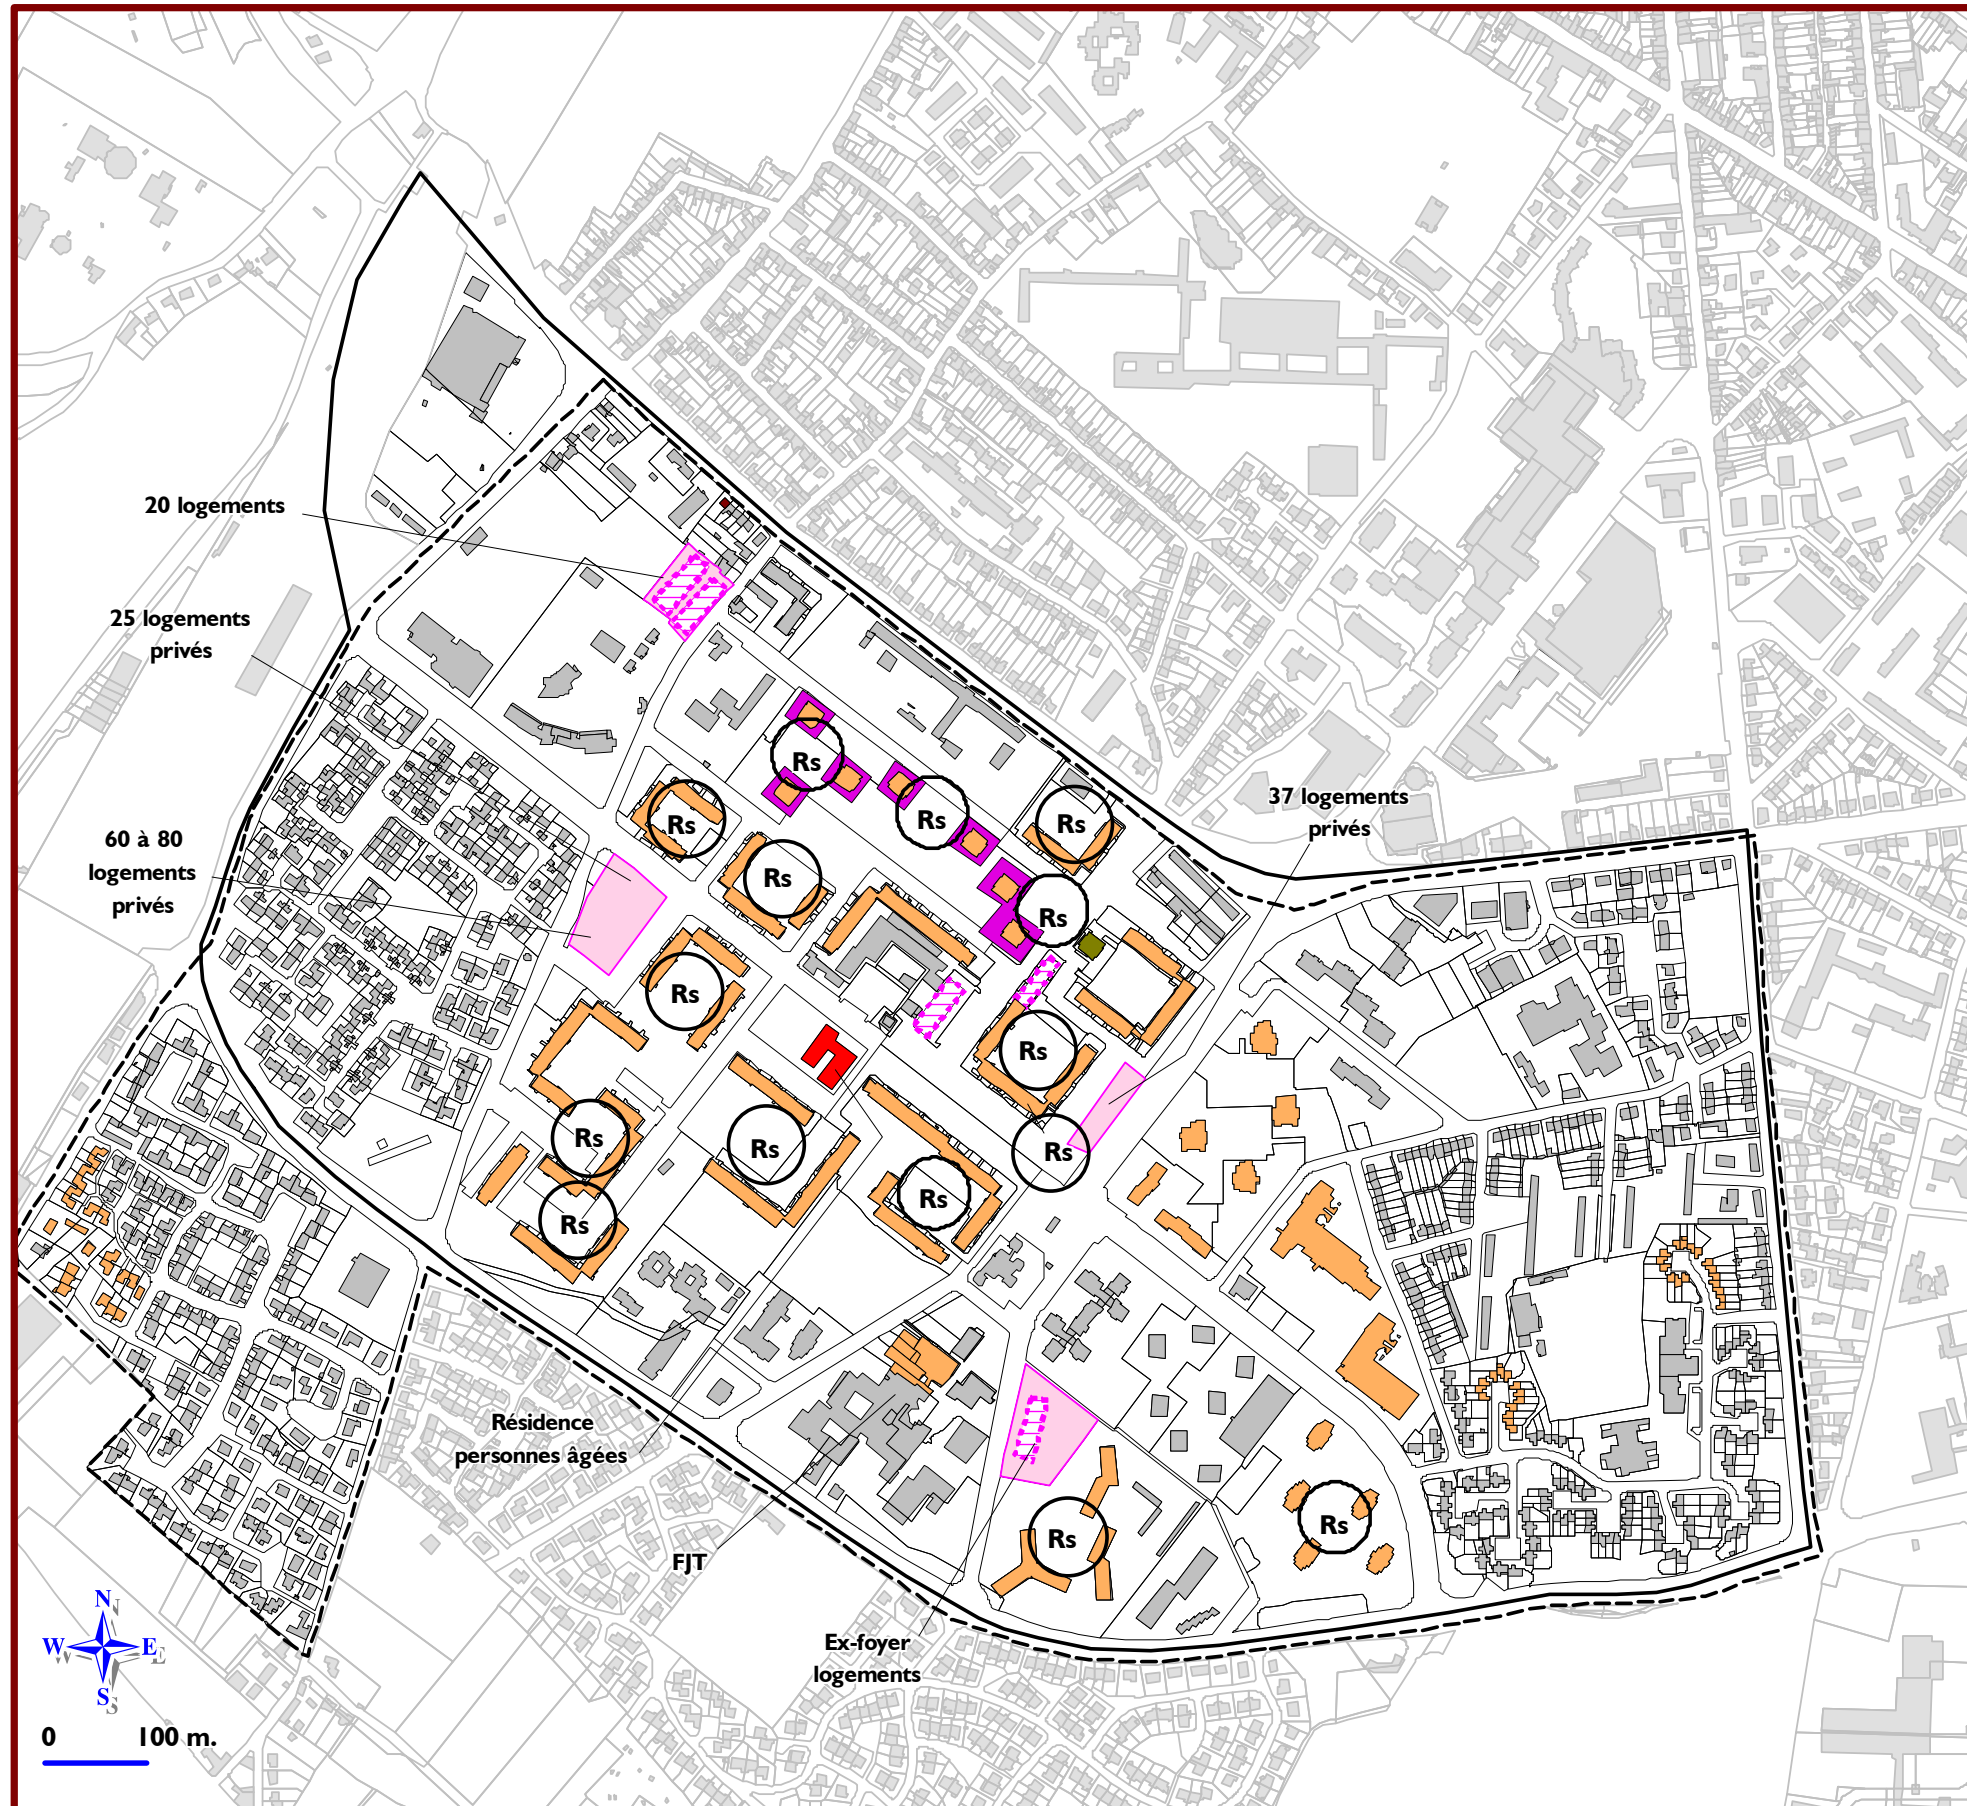 20 logements
25 logements
privés
Rs
Rs
37 logements
privés
Rs
Rs
60 à 80
logements
privés
Rs
Rs
Rs
Rs
Rs
Rs
Rs
Rs
Rs
Rs
Résidence
personnes âgées
Rs
Rs
FJT
Ex-foyer
logements
N
W E
S
0 100 m.